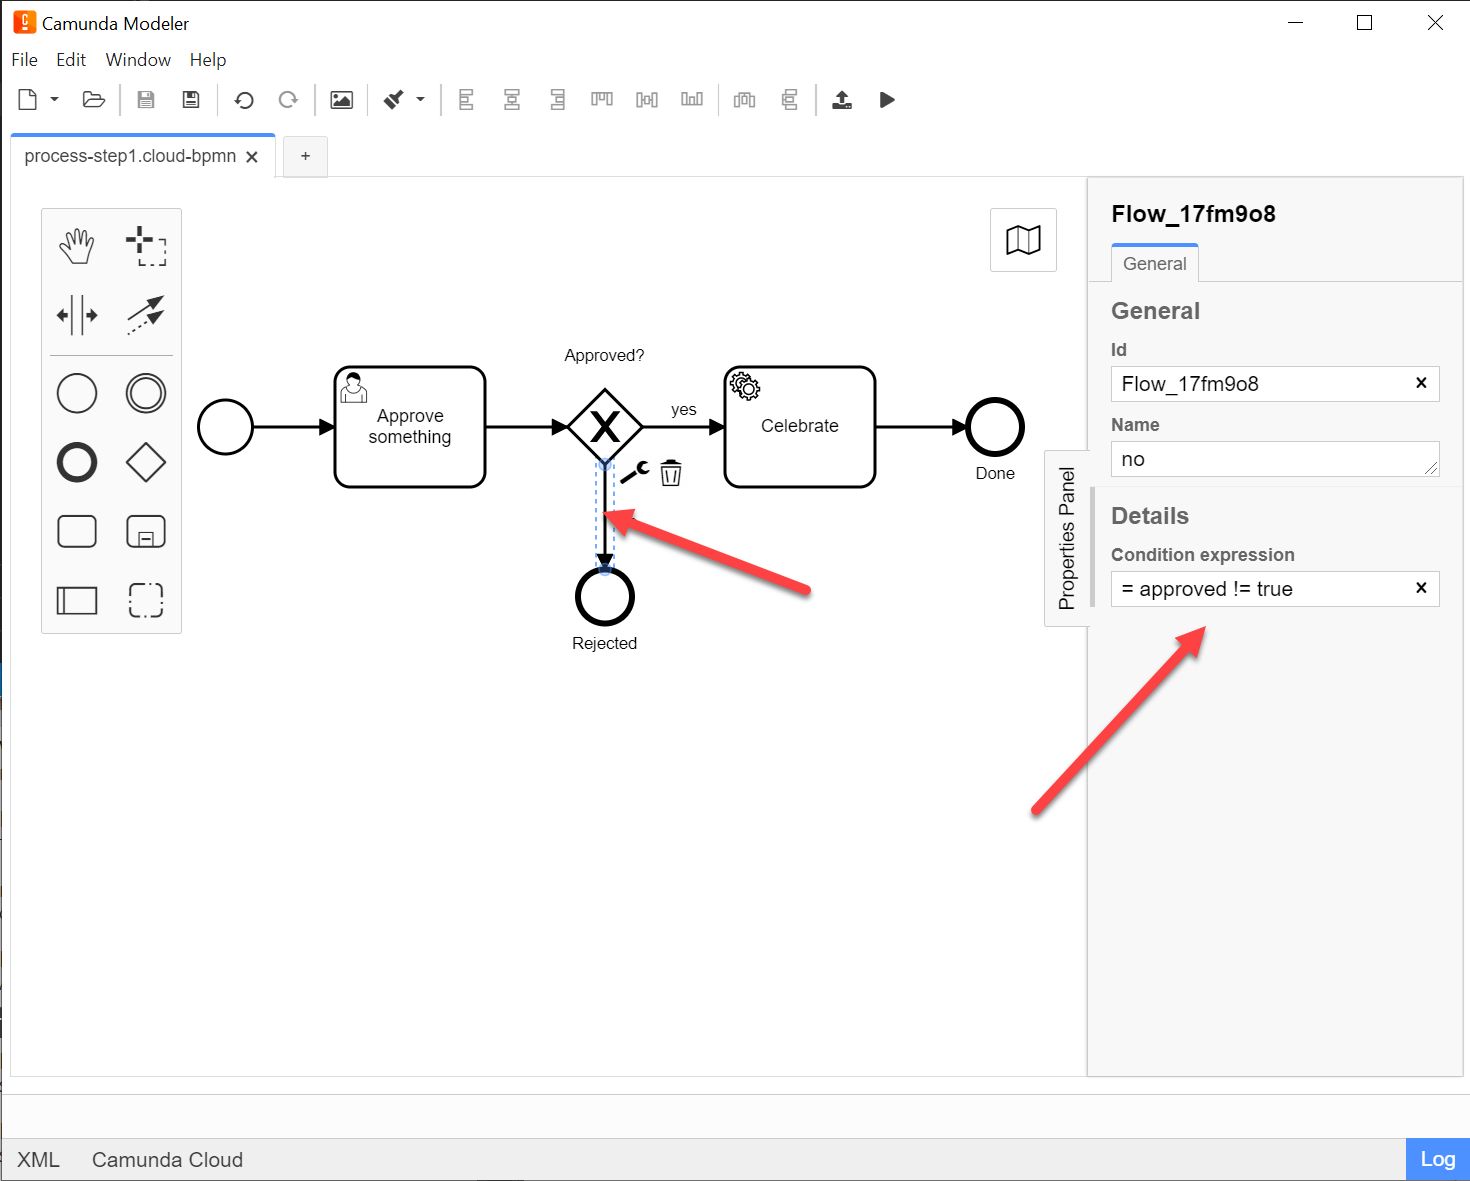 Camunda Modeler
File Edit Window Help
process-step1.cloud-bpmn
+
Flow_17fm9o8
General
General
Id
Flow_17fm9o8
Name
no
Details
Condition expression
= approved != true
Properties Panel
Approved?
Approve
something
yes
Celebrate
Done
Rejected
XML Camunda Cloud
Log